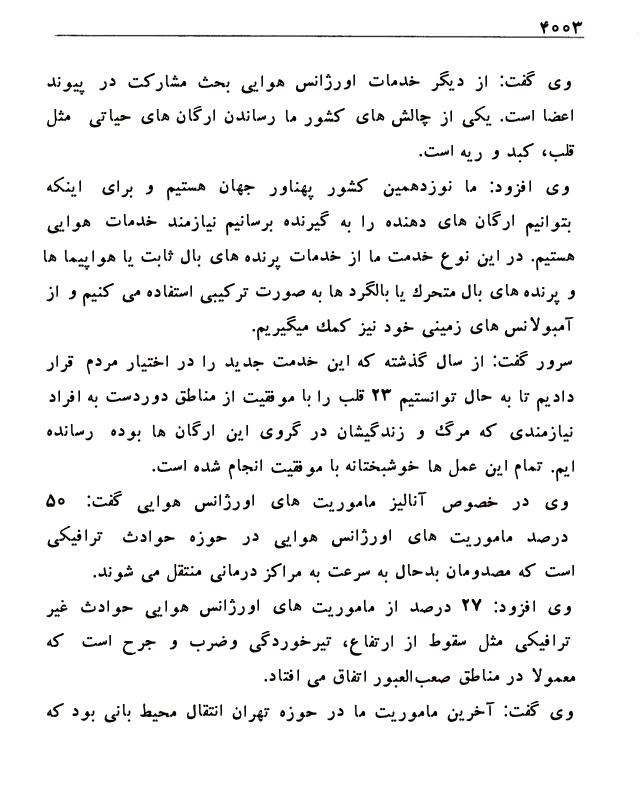 ۴۰۰۳
وی گفت: از دیگر خدمات اورژانس هوایی بحث مشارکت در پیوند
اعضا است. یکی از چالش های کشور ما رساندن ارگان های حیاتی مثل
قلب، کبد و ریه است.
وی افزود: ما نوزدهمین کشور پهناور جهان هستیم و برای اینکه
بتوانیم ارگان های دهنده را به گیرنده برسانیم نیازمند خدمات هوایی
هستیم. در این نوع خدمت ما از خدمات پرنده های بال ثابت یا هواپیما ها
و پرنده های بال متحرك یا بالگرد ها به صورت ترکیبی استفاده می کنیم و از
آمبولانس های زمینی خود نیز کمك میگیریم.
سرور گفت: از سال گذشته که این خدمت جدید را در اختیار مردم قرار
دادیم تا به حال توانستیم ۲۳ قلب را با موفقیت از مناطق دوردست به افراد
نیازمندی که مرگ و زندگیشان در گروی این ارگان ها بوده رسانده
ایم. تمام این عمل ها خوشبختانه با موفقیت انجام شده است.
وی در خصوص آنالیز ماموریت های اورژانس هوایی گفت: ۵۰
درصد ماموریت های اورژانس هوایی در حوزه حوادث ترافیکی
است که مصدومان بدحال به سرعت به مراکز درمانی منتقل می شوند.
وی افزود: ۲۷ درصد از ماموریت های اورژانس هوایی حوادث غیر
ترافیکی مثل سقوط از ارتفاع، تیرخوردگی وضرب و جرح است که
معمولا در مناطق صعب‌العبور اتفاق می افتاد.
وی گفت: آخرین ماموریت ما در حوزه تهران انتقال محیط بانی بود که